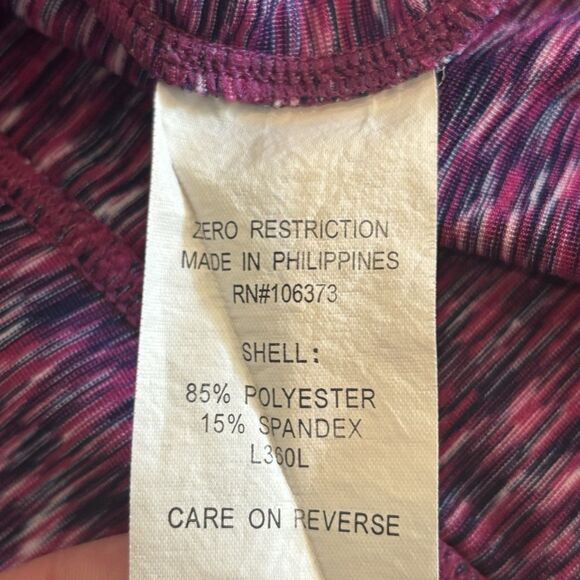 ZERO RESTRICTION
MADE IN PHILIPPINES
RN#106373
SHELL:
85% POLYESTER
15% SPANDEX
L360L
CARE ON REVERSE